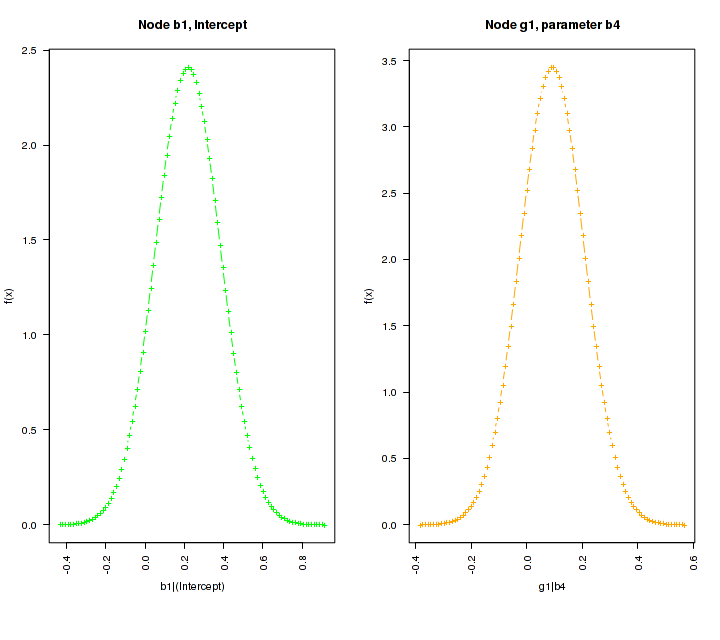 Node b1, Intercept
f(x)
2.5
2.0
1.5
1.0
0.5
0.0
-0.4 -0.2 0.0 0.2 0.4 0.6 0.8
b1|(Intercept)
Node g1, parameter b4
f(x)
3.5
3.0
2.5
2.0
1.5
1.0
0.5
0.0
-0.4 -0.2 0.0 0.2 0.4 0.6
g1|b4